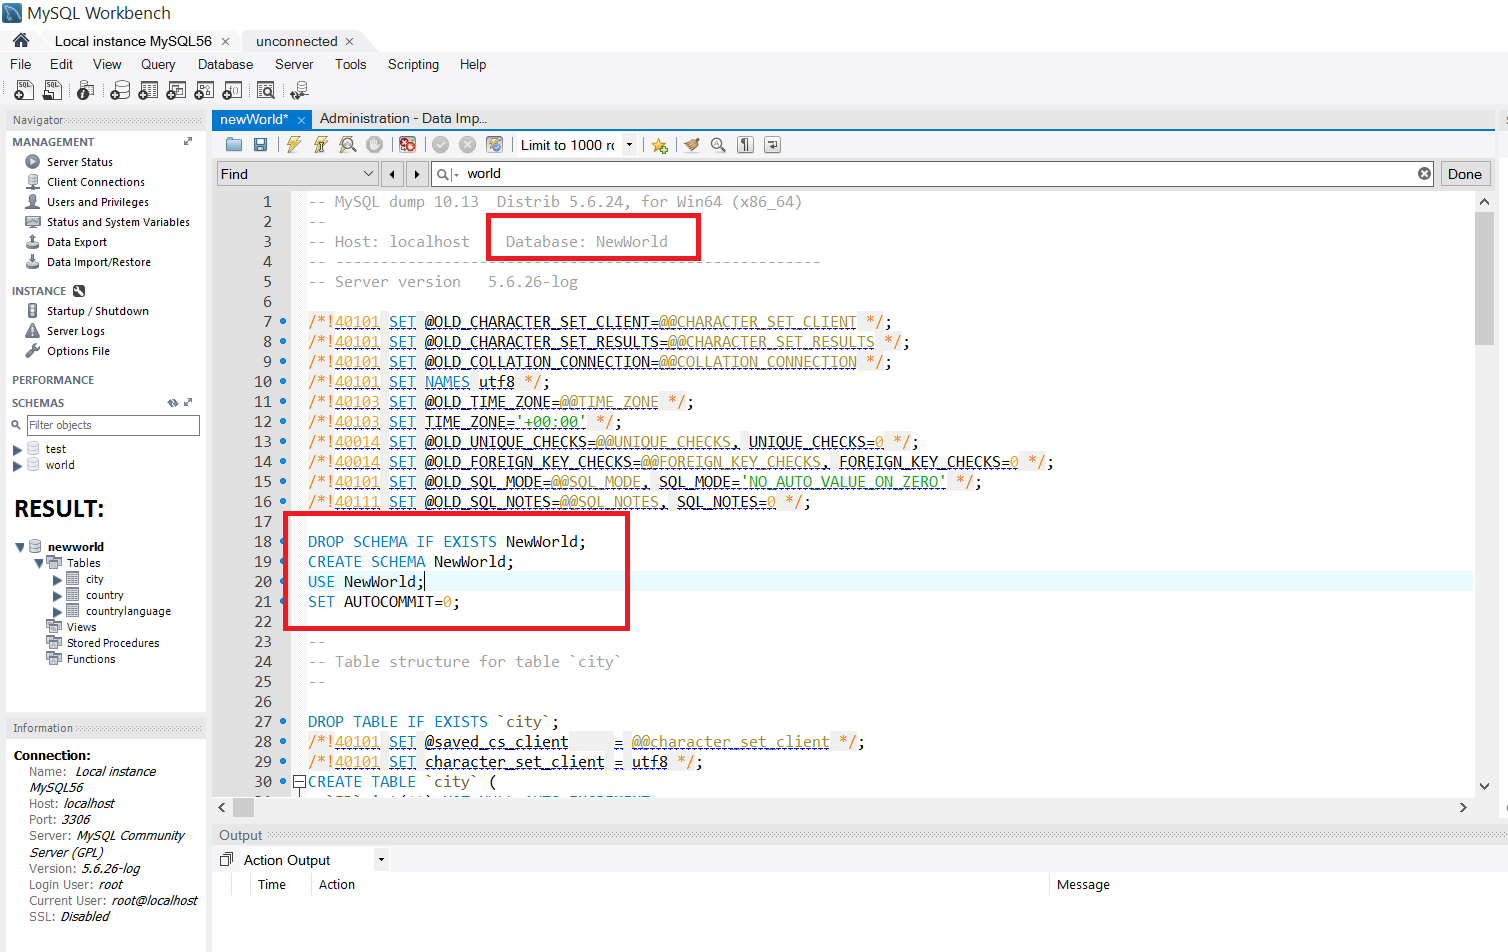 MySQL Workbench
Local instance MySQL56 ×
unconnected ×
File Edit View Query Database Server Tools Scripting Help
Navigator
MANAGEMENT
Server Status
Client Connections
Users and Privileges
Status and System Variables
Data Export
Data Import/Restore
INSTANCE
Startup / Shutdown
Server Logs
Options File
PERFORMANCE
SCHEMAS
Filter objects
test
world
RESULT:
newworld
Tables
city
country
countrylanguage
Views
Stored Procedures
Functions
Information
Connection:
Name: Local instance
MySQL56
Host: localhost
Port: 3306
Server: MySQL Community
Server (GPL)
Version: 5.6.26-log
Login User: root
Current User: root@localhost
SSL: Disabled
newWorld* ×
Administration - Data Imp...
Limit to 1000 ro
Find
world
Done
1 -- MySQL dump 10.13  Distrib 5.6.24, for Win64 (x86_64)
2 --
3 -- Host: localhost    Database: NewWorld
4 -- ------------------------------------------------------
5 -- Server version   5.6.26-log
6
7 /*!40101 SET @OLD_CHARACTER_SET_CLIENT=@@CHARACTER_SET_CLIENT */;
8 /*!40101 SET @OLD_CHARACTER_SET_RESULTS=@@CHARACTER_SET_RESULTS */;
9 /*!40101 SET @OLD_COLLATION_CONNECTION=@@COLLATION_CONNECTION */;
10 /*!40101 SET NAMES utf8 */;
11 /*!40103 SET @OLD_TIME_ZONE=@@TIME_ZONE */;
12 /*!40103 SET TIME_ZONE='+00:00' */;
13 /*!40014 SET @OLD_UNIQUE_CHECKS=@@UNIQUE_CHECKS, UNIQUE_CHECKS=0 */;
14 /*!40014 SET @OLD_FOREIGN_KEY_CHECKS=@@FOREIGN_KEY_CHECKS, FOREIGN_KEY_CHECKS=0 */;
15 /*!40101 SET @OLD_SQL_MODE=@@SQL_MODE, SQL_MODE='NO_AUTO_VALUE_ON_ZERO' */;
16 /*!40111 SET @OLD_SQL_NOTES=@@SQL_NOTES, SQL_NOTES=0 */;
17
18 DROP SCHEMA IF EXISTS NewWorld;
19 CREATE SCHEMA NewWorld;
20 USE NewWorld;
21 SET AUTOCOMMIT=0;
22
23 --
24 -- Table structure for table `city`
25 --
26
27 DROP TABLE IF EXISTS `city`;
28 /*!40101 SET @saved_cs_client     = @@character_set_client */;
29 /*!40101 SET character_set_client = utf8 */;
30 CREATE TABLE `city` (
Output
Action Output
Time Action Message